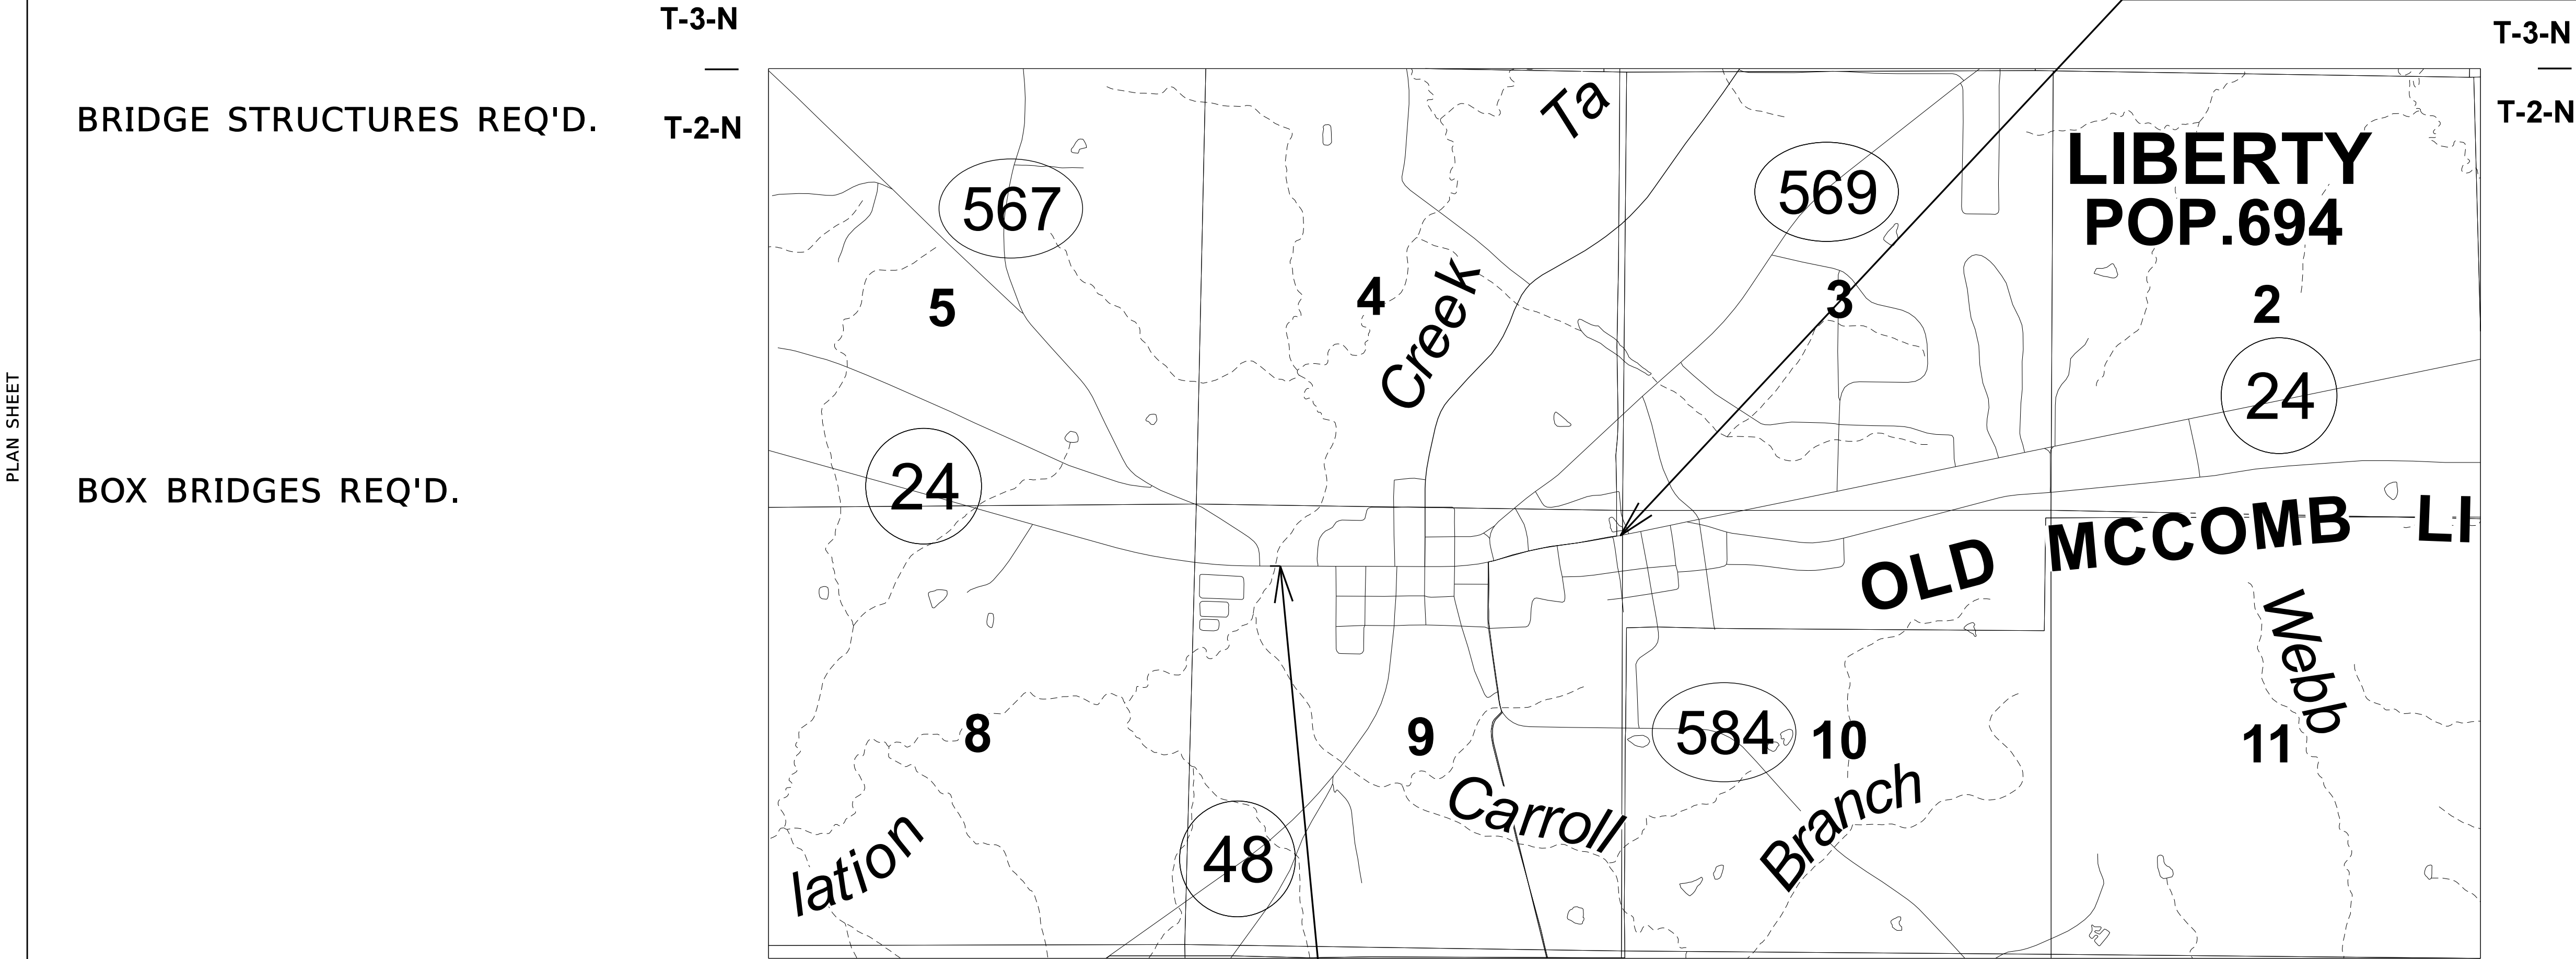 T-3-N
T-3-N
BRIDGE STRUCTURES REQ'D.
T-2-N
T-2-N
Ta
LIBERTY
POP.694
567
569
5
4
Creek
3
2
24
PLAN SHEET
BOX BRIDGES REQ'D.
24
OLD MCCOMB LI
Webb
8
9
584
10
11
Carroll
Branch
lation
48